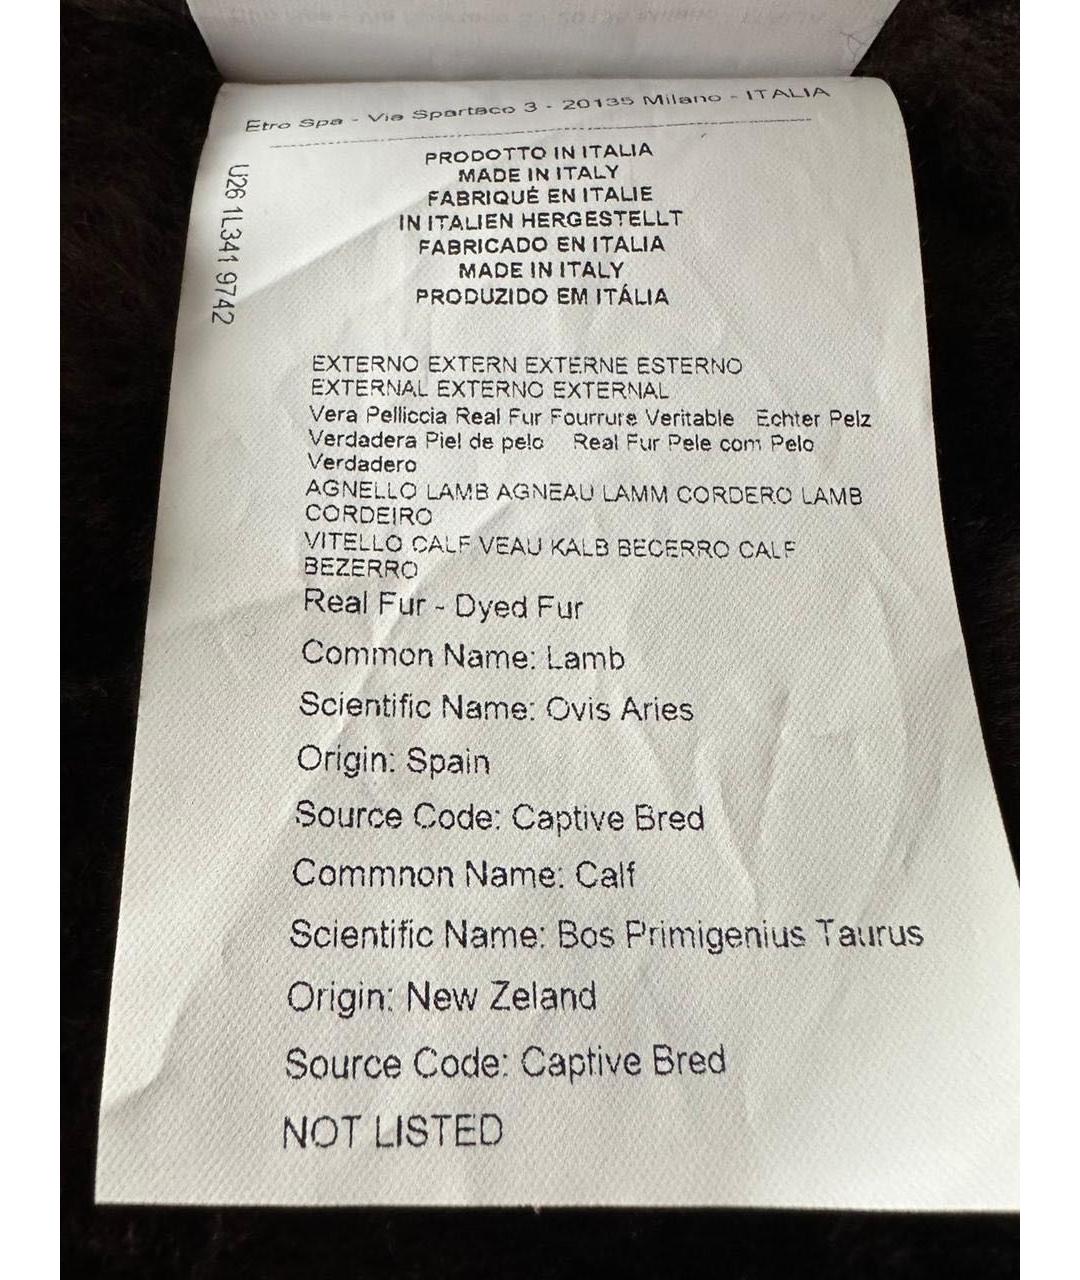 Etro Spa - Via Spartaco 3 - 20135 Milano - ITALIA
U26 1L341 9742
PRODOTTO IN ITALIA
MADE IN ITALY
FABRIQUÉ EN ITALIE
IN ITALIEN HERGESTELLT
FABRICADO EN ITALIA
MADE IN ITALY
PRODUZIDO EM ITÁLIA
EXTERNO EXTERN EXTERNE ESTERNO
EXTERNAL EXTERNO EXTERNAL
Vera Pelliccia Real Fur Fourrure Veritable Echter Pelz
Verdadera Piel de pelo Real Fur Pele com Pelo
Verdadero
AGNELLO LAMB AGNEAU LAMM CORDERO LAMB
CORDEIRO
VITELLO CALF VEAU KALB BECERRO CALF
BEZERRO
Real Fur - Dyed Fur
Common Name: Lamb
Scientific Name: Ovis Aries
Origin: Spain
Source Code: Captive Bred
Commnon Name: Calf
Scientific Name: Bos Primigenius Taurus
Origin: New Zeland
Source Code: Captive Bred
NOT LISTED